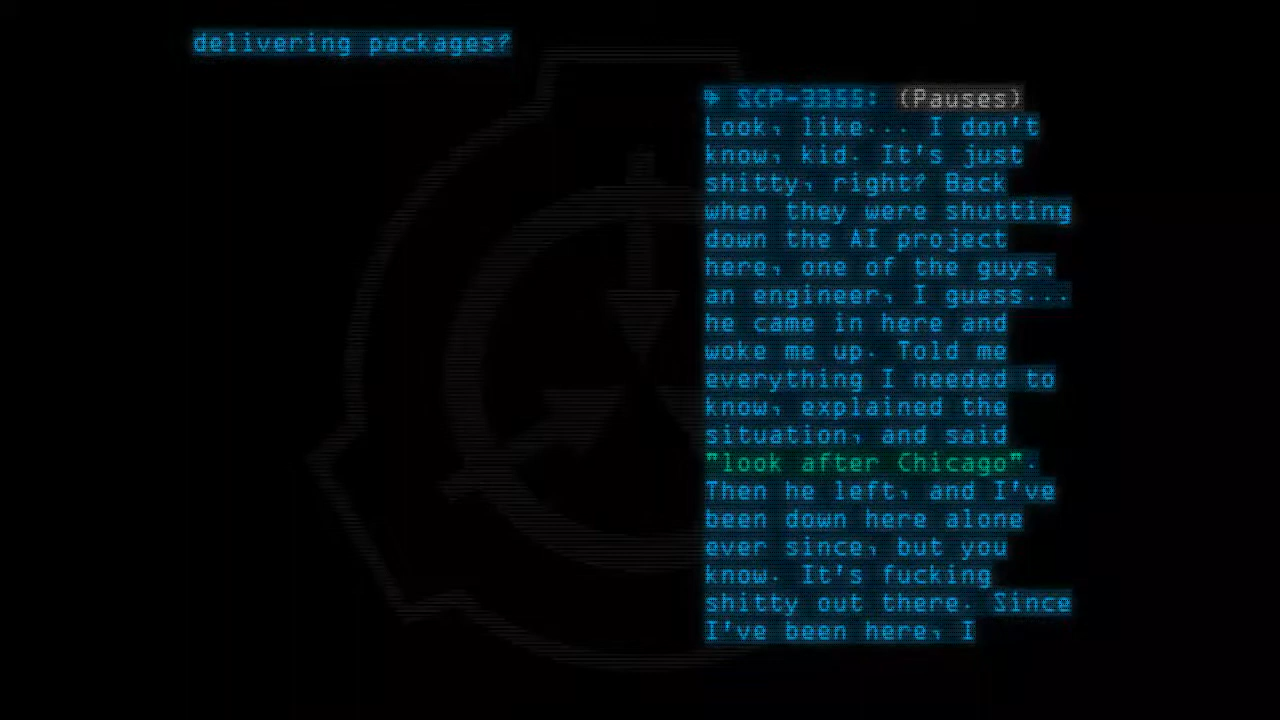 delivering packages?
► SCP-3355: (Pauses)
Look, like... I don't
know, kid. It's just
shitty, right? Back
when they were shutting
down the AI project
here, one of the guys,
an engineer, I guess...
he came in here and
woke me up. Told me
everything I needed to
know, explained the
situation, and said
"look after Chicago".
Then he left, and I've
been down here alone
ever since, but you
know. It's fucking
shitty out there. Since
I've been here, I